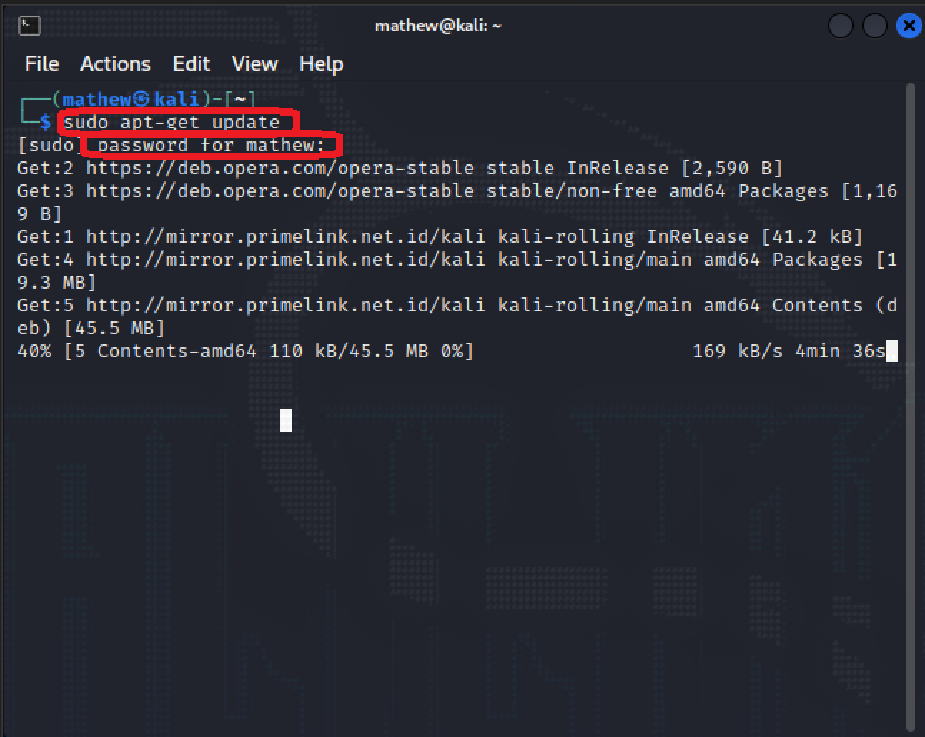 mathew@kali: ~
File Actions Edit View Help
┌──(mathew㉿kali)-[~]
└─$ sudo apt-get update
[sudo] password for mathew:
Get:2 https://deb.opera.com/opera-stable stable InRelease [2,590 B]
Get:3 https://deb.opera.com/opera-stable stable/non-free amd64 Packages [1,16
9 B]
Get:1 http://mirror.primelink.net.id/kali kali-rolling InRelease [41.2 kB]
Get:4 http://mirror.primelink.net.id/kali kali-rolling/main amd64 Packages [1
9.3 MB]
Get:5 http://mirror.primelink.net.id/kali kali-rolling/main amd64 Contents (d
eb) [45.5 MB]
40% [5 Contents-amd64 110 kB/45.5 MB 0%] 169 kB/s 4min 36s